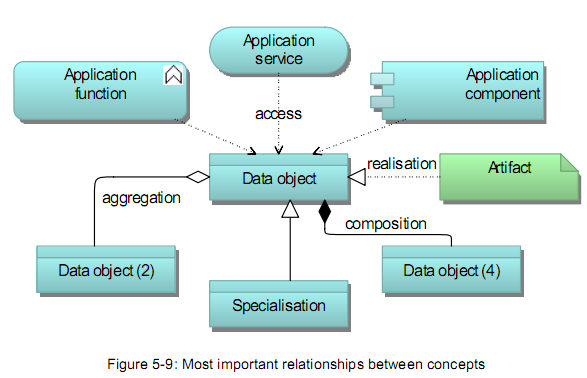 Application
service
Application
function
Application
component
access
Data object
realisation
Artifact
aggregation
composition
Data object (2)
Specialisation
Data object (4)
Figure 5-9: Most important relationships between concepts